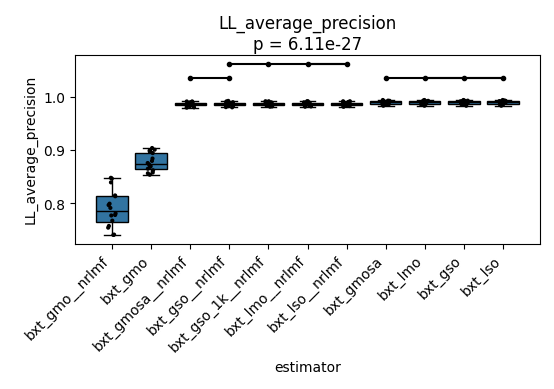 LL_average_precision
p = 6.11e-27
LL_average_precision
1.0
0.9
0.8
bxt_gmo__nrlmf
bxt_gmo
bxt_gmosa__nrlmf
bxt_gso__nrlmf
bxt_gso_1k__nrlmf
bxt_lmo__nrlmf
bxt_lso__nrlmf
bxt_gmosa
bxt_lmo
bxt_gso
bxt_lso
estimator